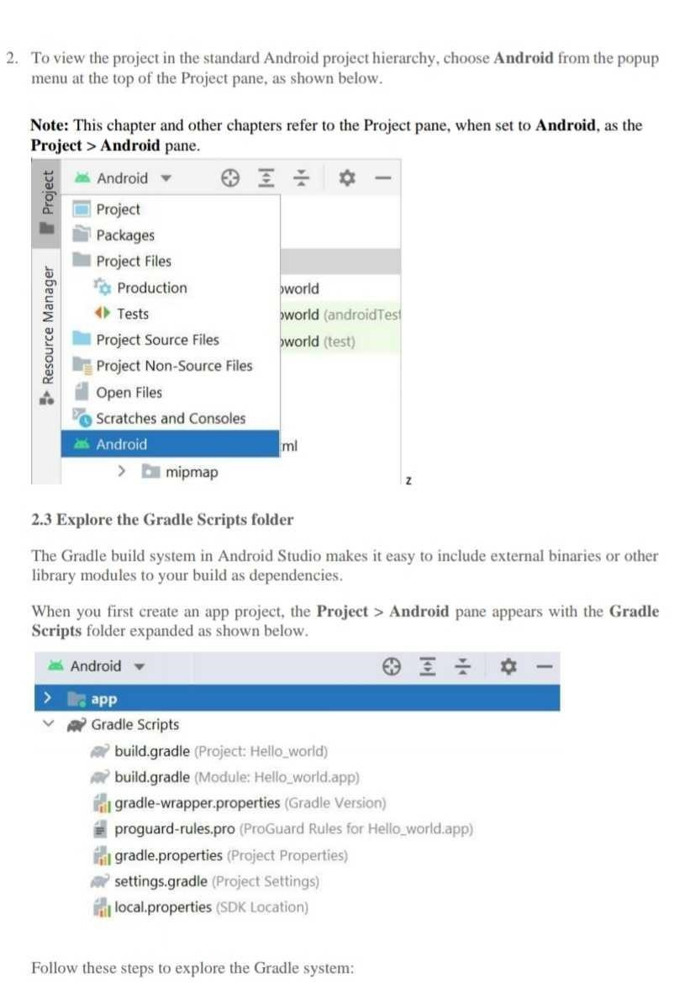 2. To view the project in the standard Android project hierarchy, choose Android from the popup
menu at the top of the Project pane, as shown below.
Note: This chapter and other chapters refer to the Project pane, when set to Android, as the
Project > Android pane.
Project
Resource Manager
Android
Project
Packages
Project Files
Production
oworld
Tests
oworld (androidTest
Project Source Files
oworld (test)
Project Non-Source Files
Open Files
Scratches and Consoles
Android
ml
mipmap
z
2.3 Explore the Gradle Scripts folder
The Gradle build system in Android Studio makes it easy to include external binaries or other
library modules to your build as dependencies.
When you first create an app project, the Project > Android pane appears with the Gradle
Scripts folder expanded as shown below.
Android
app
Gradle Scripts
build.gradle (Project: Hello_world)
build.gradle (Module: Hello_world.app)
gradle-wrapper.properties (Gradle Version)
proguard-rules.pro (ProGuard Rules for Hello_world.app)
gradle.properties (Project Properties)
settings.gradle (Project Settings)
local.properties (SDK Location)
Follow these steps to explore the Gradle system: